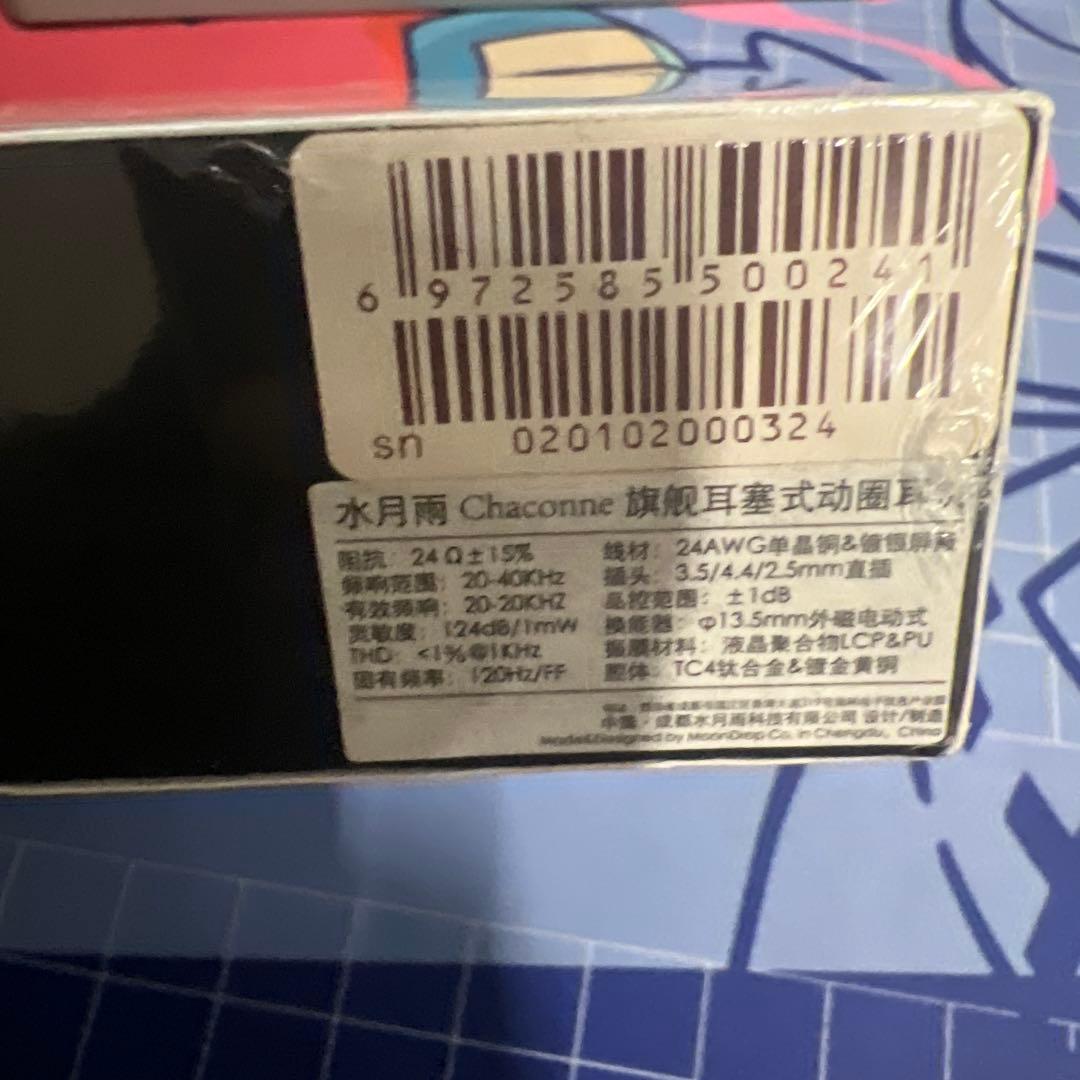 6 972585 500241
sn 020102000324
水月雨 Chaconne 旗舰耳塞式动圈耳
阻抗: 24Ω±15%
线材: 24AWG单晶铜&镀银屏蔽
频响范围: 20-40KHz
插头: 3.5/4.4/2.5mm直插
有效频响: 20-20KHZ
品控范围: ±1dB
灵敏度: 124dB/1mW
换能器: φ13.5mm外磁电动式
THD: <1%@1KHz
振膜材料: 液晶聚合物LCP&PU
固有频率: 120Hz/FF
腔体: TC4钛合金&镀金黄铜
中国·成都水月雨科技有限公司 设计/制造
Made&Designed by MoonDrop Co. in Chengdu, China